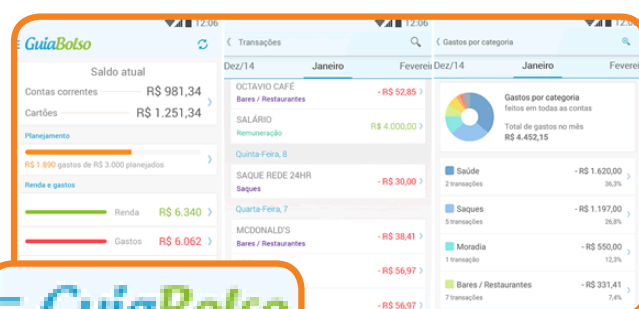 12:06
GuiaBolso
Saldo atual
Contas correntes R$ 981,34
Cartões R$ 1.251,34
Planejamento
R$ 1.890 gastos de R$ 3.000 planejados
Renda e gastos
Renda R$ 6.340
Gastos R$ 6.062
GuiaBolso
12:06
Transações
Dez/14 Janeiro Feverei
OCTAVIO CAFÉ
Bares / Restaurantes - R$ 52,85
SALÁRIO
Remuneração R$ 4.000,00
Quinta-Feira, 8
SAQUE REDE 24HR
Saques - R$ 30,00
Quarta-Feira, 7
MCDONALD'S
Bares / Restaurantes - R$ 38,41
- R$ 56,97
- R$ 56,97
12:0
Gastos por categoria
Dez/14 Janeiro Feverei
Gastos por categoria
feitos em todas as contas
Total de gastos no mês
R$ 4.452,15
Saúde - R$ 1.620,00
2 transações 36,3%
Saques - R$ 1.197,00
5 transações 26,8%
Moradia - R$ 550,00
1 transação 12,3%
Bares / Restaurantes - R$ 331,41
7 transações 7,4%